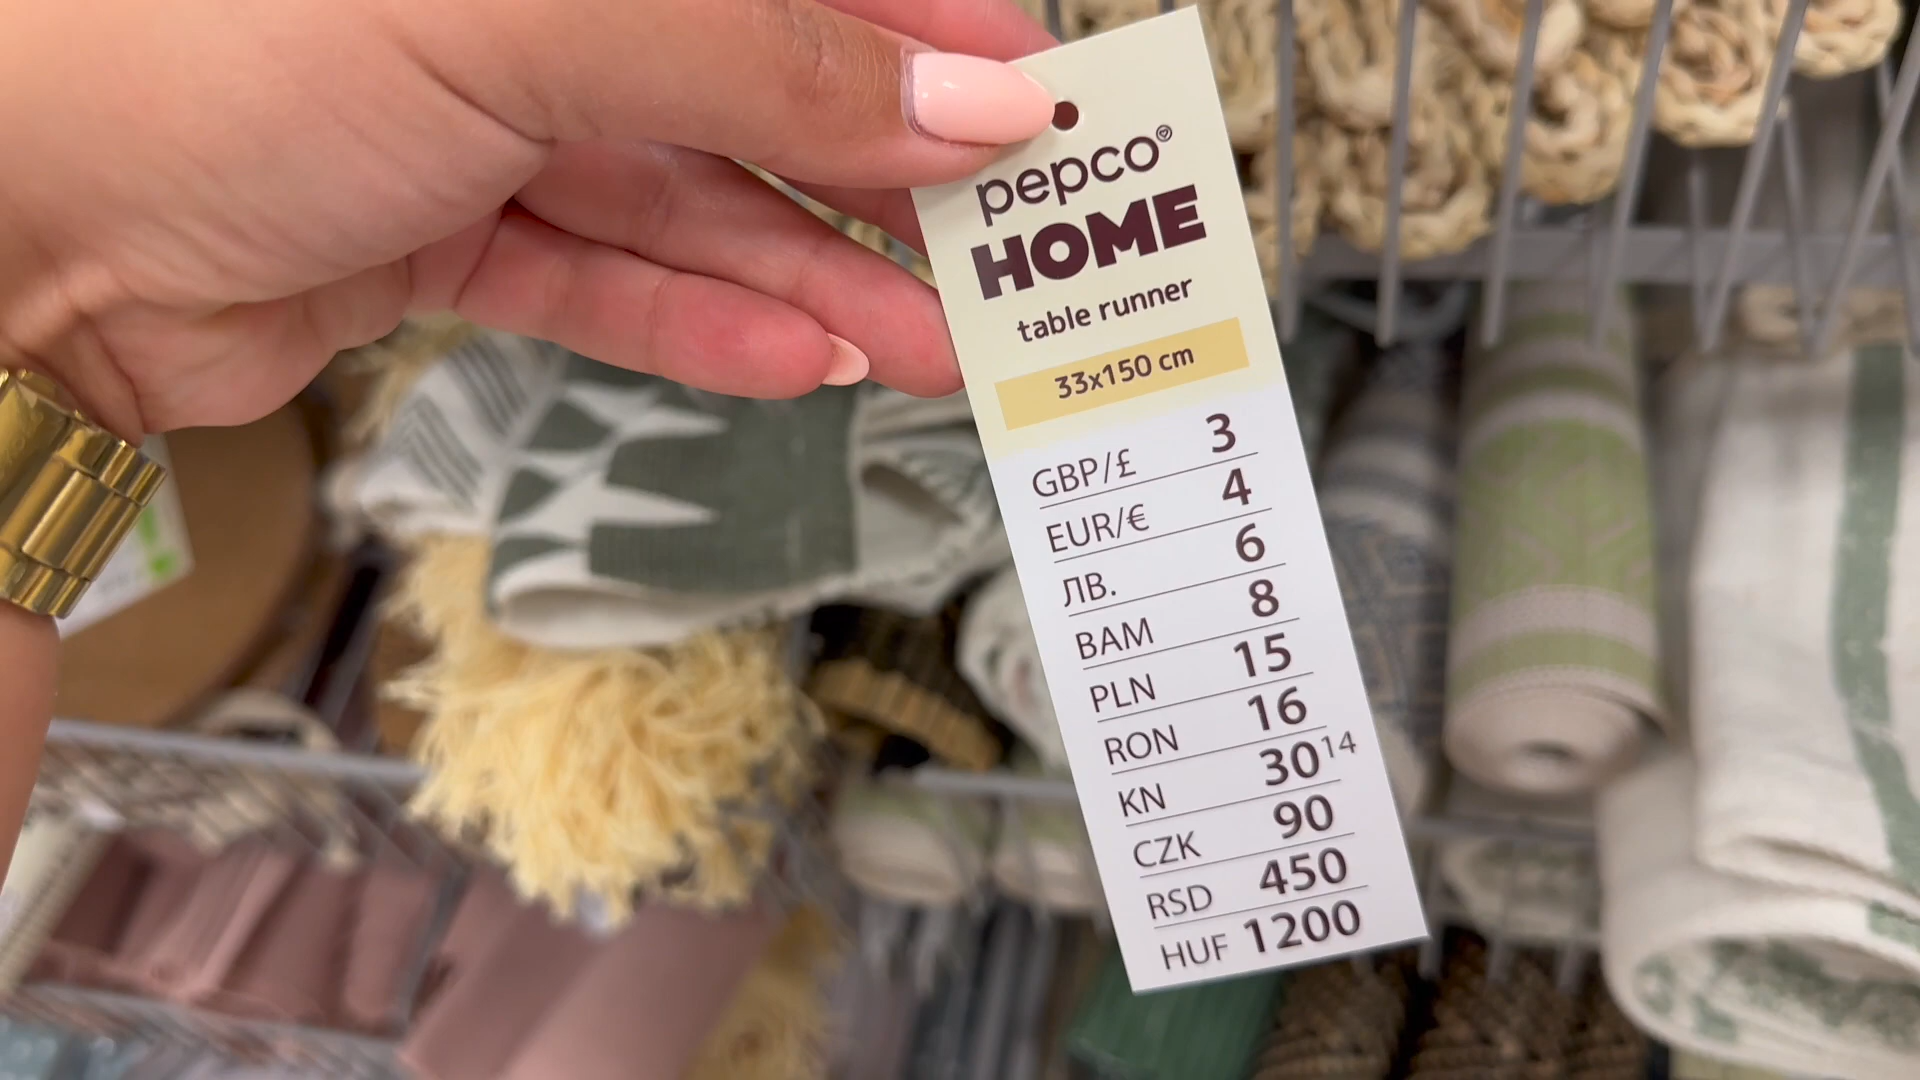 pepco
HOME
table runner
33x150 cm
GBP/£ 3
EUR/€ 4
ЛВ. 6
BAM 8
PLN 15
RON 16
KN 30 14
CZK 90
RSD 450
HUF 1200